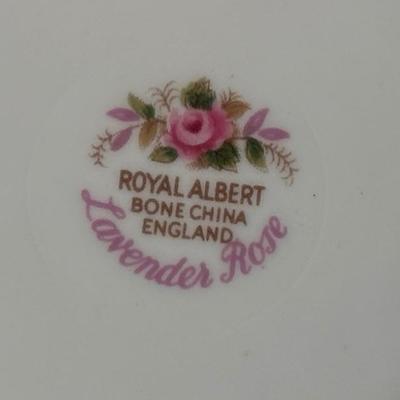 ROYAL ALBERT
BONE CHINA
ENGLAND
Lavender Rose